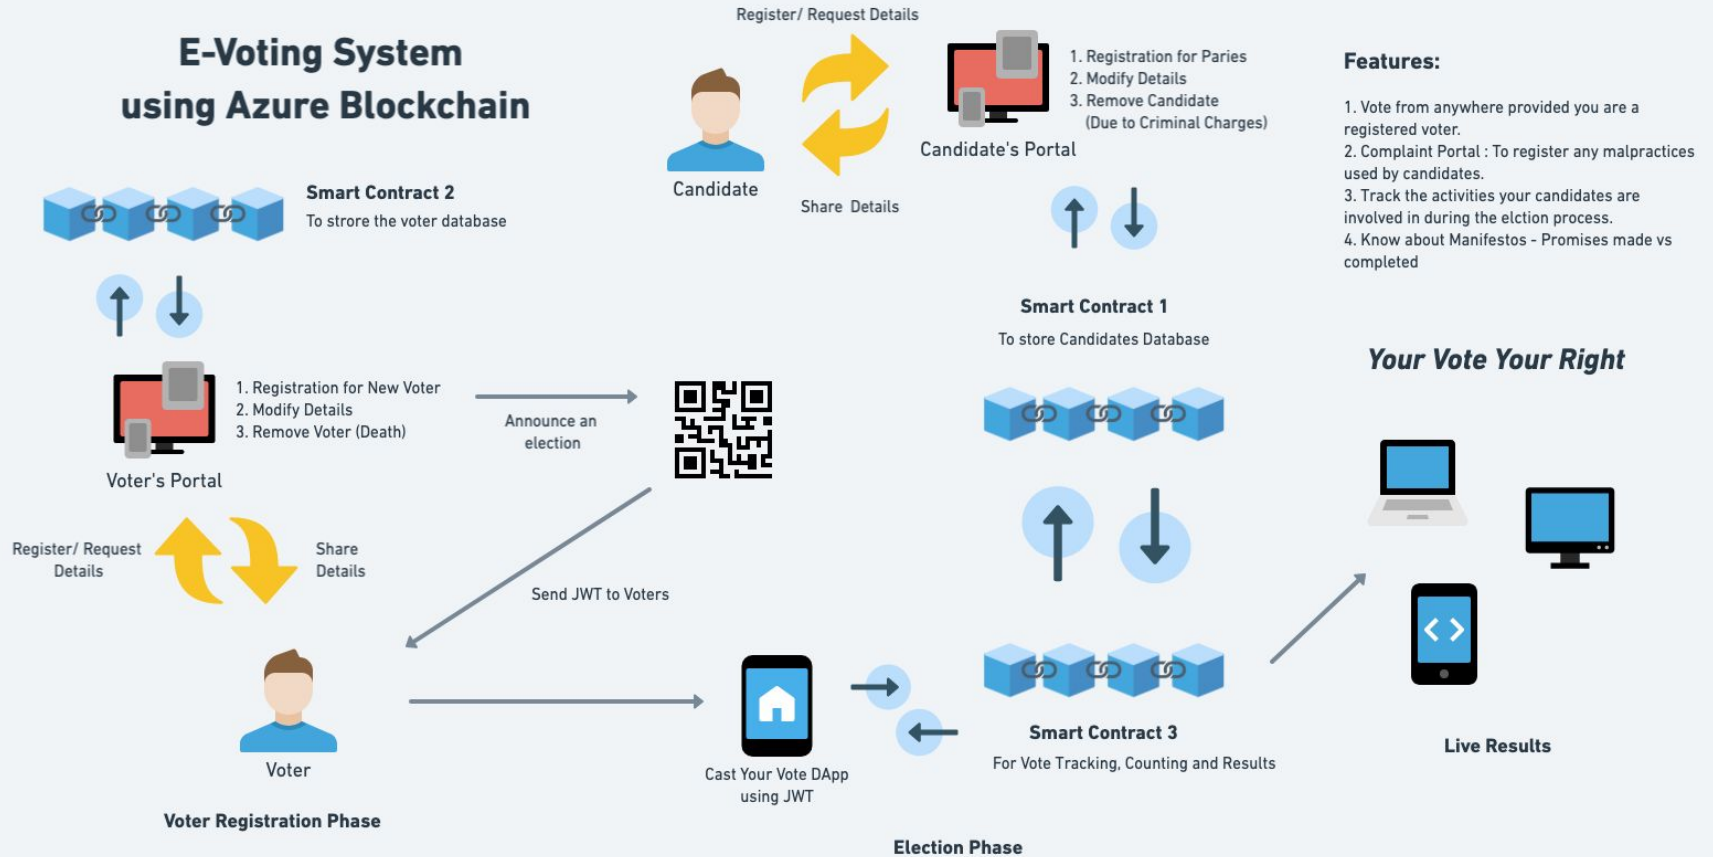 E-Voting System
using Azure Blockchain
Register/ Request Details
Candidate
Share Details
Candidate's Portal
1. Registration for Paries
2. Modify Details
3. Remove Candidate
(Due to Criminal Charges)
Features:
1. Vote from anywhere provided you are a
registered voter.
2. Complaint Portal : To register any malpractices
used by candidates.
3. Track the activities your candidates are
involved in during the elction process.
4. Know about Manifestos - Promises made vs
completed
Smart Contract 2
To strore the voter database
Smart Contract 1
To store Candidates Database
Your Vote Your Right
1. Registration for New Voter
2. Modify Details
3. Remove Voter (Death)
Voter's Portal
Announce an
election
Register/ Request
Details
Share
Details
Send JWT to Voters
Voter
Voter Registration Phase
Cast Your Vote DApp
using JWT
Smart Contract 3
For Vote Tracking, Counting and Results
Live Results
Election Phase